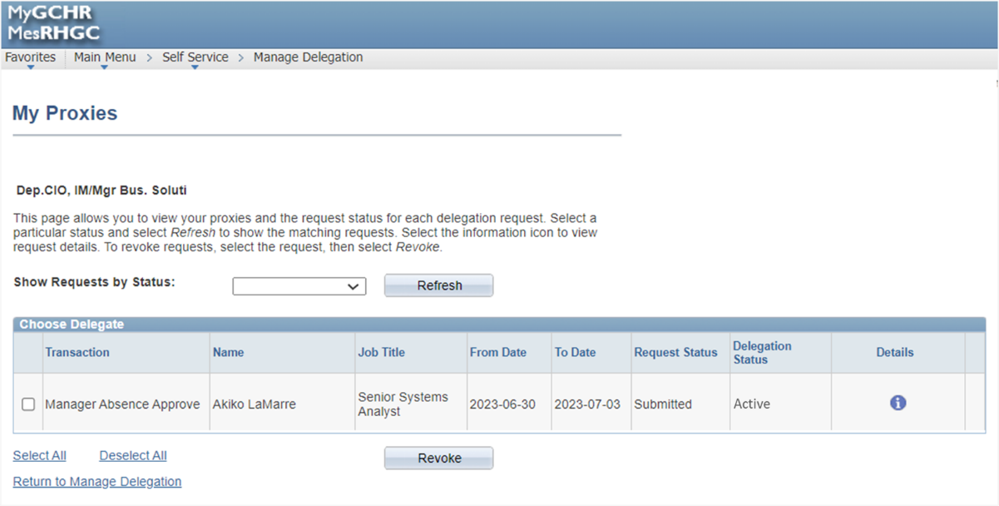 MyGCHR
MesRHGC
Favorites Main Menu > Self Service > Manage Delegation
My Proxies
Dep.CIO, IM/Mgr Bus. Soluti
This page allows you to view your proxies and the request status for each delegation request. Select a
particular status and select Refresh to show the matching requests. Select the information icon to view
request details. To revoke requests, select the request, then select Revoke.
Show Requests by Status: Refresh
Choose Delegate
Transaction Name Job Title From Date To Date Request Status Delegation Status Details
Manager Absence Approve Akiko LaMarre Senior Systems Analyst 2023-06-30 2023-07-03 Submitted Active
Select All Deselect All Revoke
Return to Manage Delegation